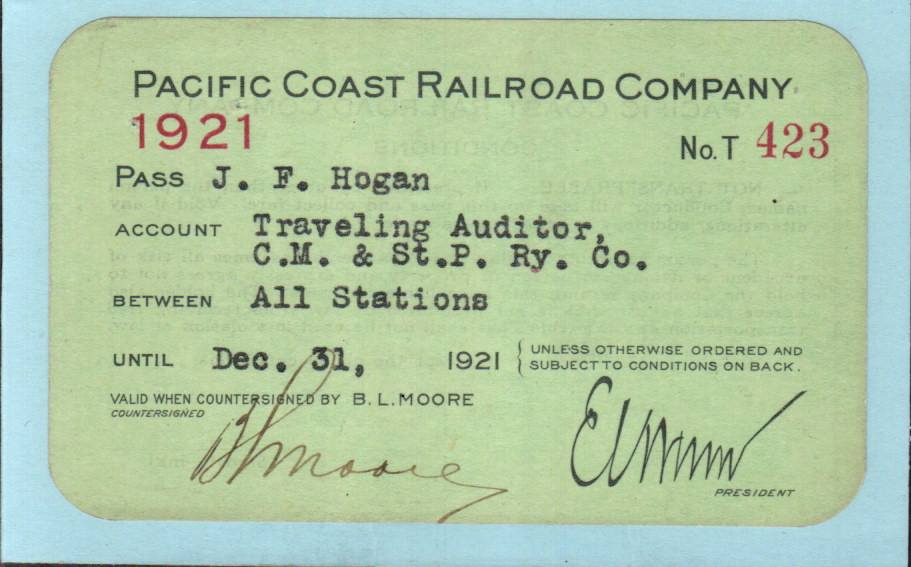 PACIFIC COAST RAILROAD COMPANY
1921
No. T 423
PASS J. F. Hogan
ACCOUNT Traveling Auditor,
C.M. & St.P. Ry. Co.
BETWEEN All Stations
UNTIL Dec. 31, 1921 { UNLESS OTHERWISE ORDERED AND
SUBJECT TO CONDITIONS ON BACK.
VALID WHEN COUNTERSIGNED BY B. L. MOORE
COUNTERSIGNED
B L Moore
PRESIDENT